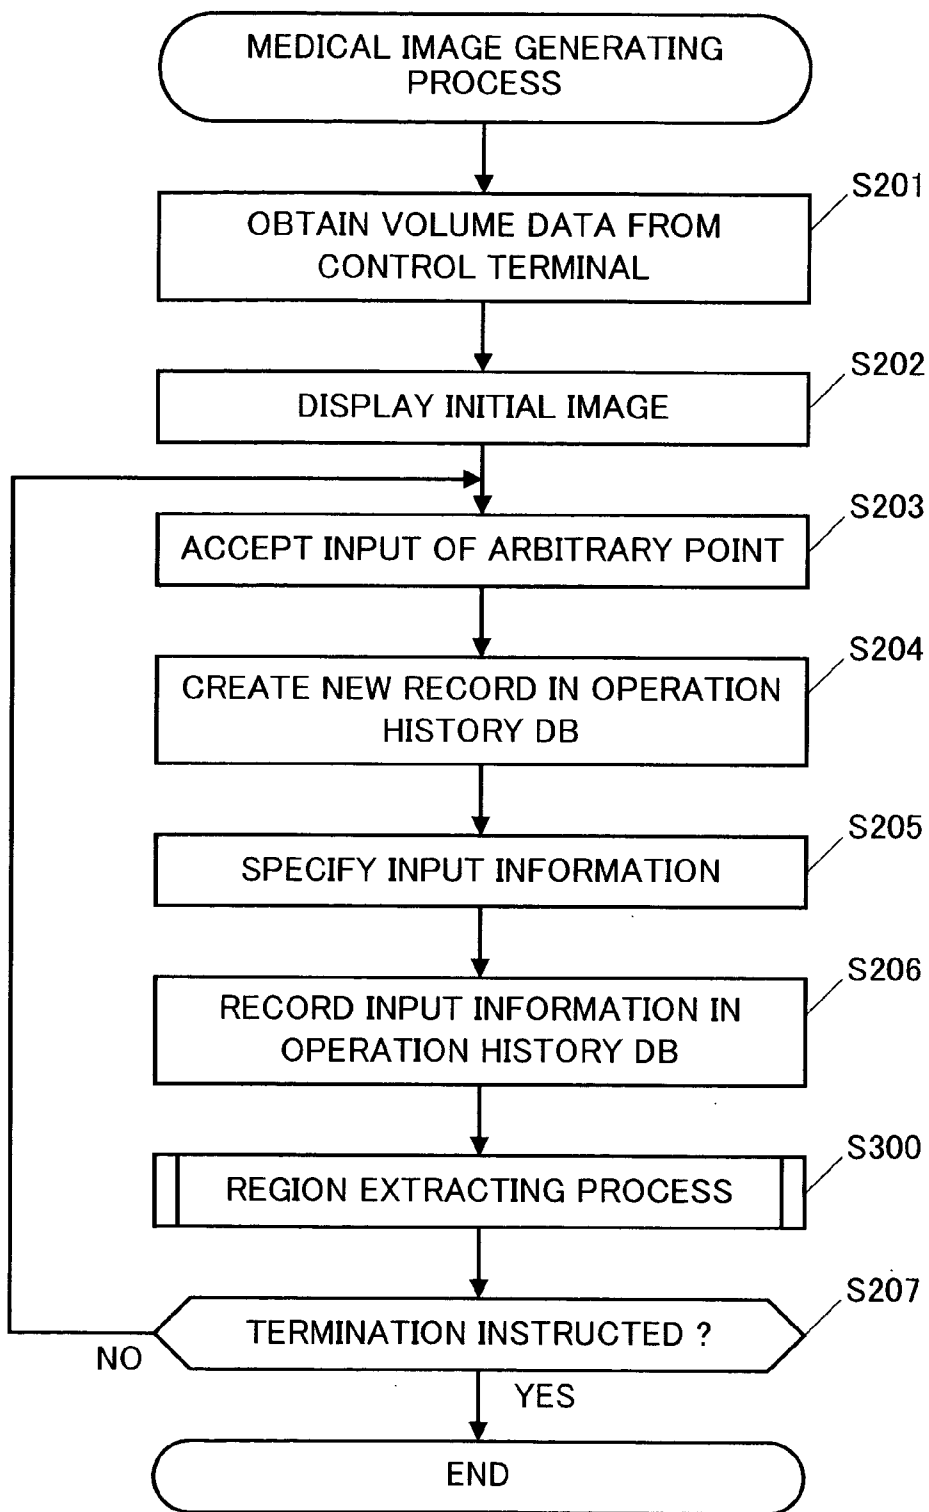 MEDICAL IMAGE GENERATING
PROCESS
S201
OBTAIN VOLUME DATA FROM
CONTROL TERMINAL
S202
DISPLAY INITIAL IMAGE
S203
ACCEPT INPUT OF ARBITRARY POINT
S204
CREATE NEW RECORD IN OPERATION
HISTORY DB
S205
SPECIFY INPUT INFORMATION
S206
RECORD INPUT INFORMATION IN
OPERATION HISTORY DB
S300
REGION EXTRACTING PROCESS
S207
TERMINATION INSTRUCTED ?
NO
YES
END